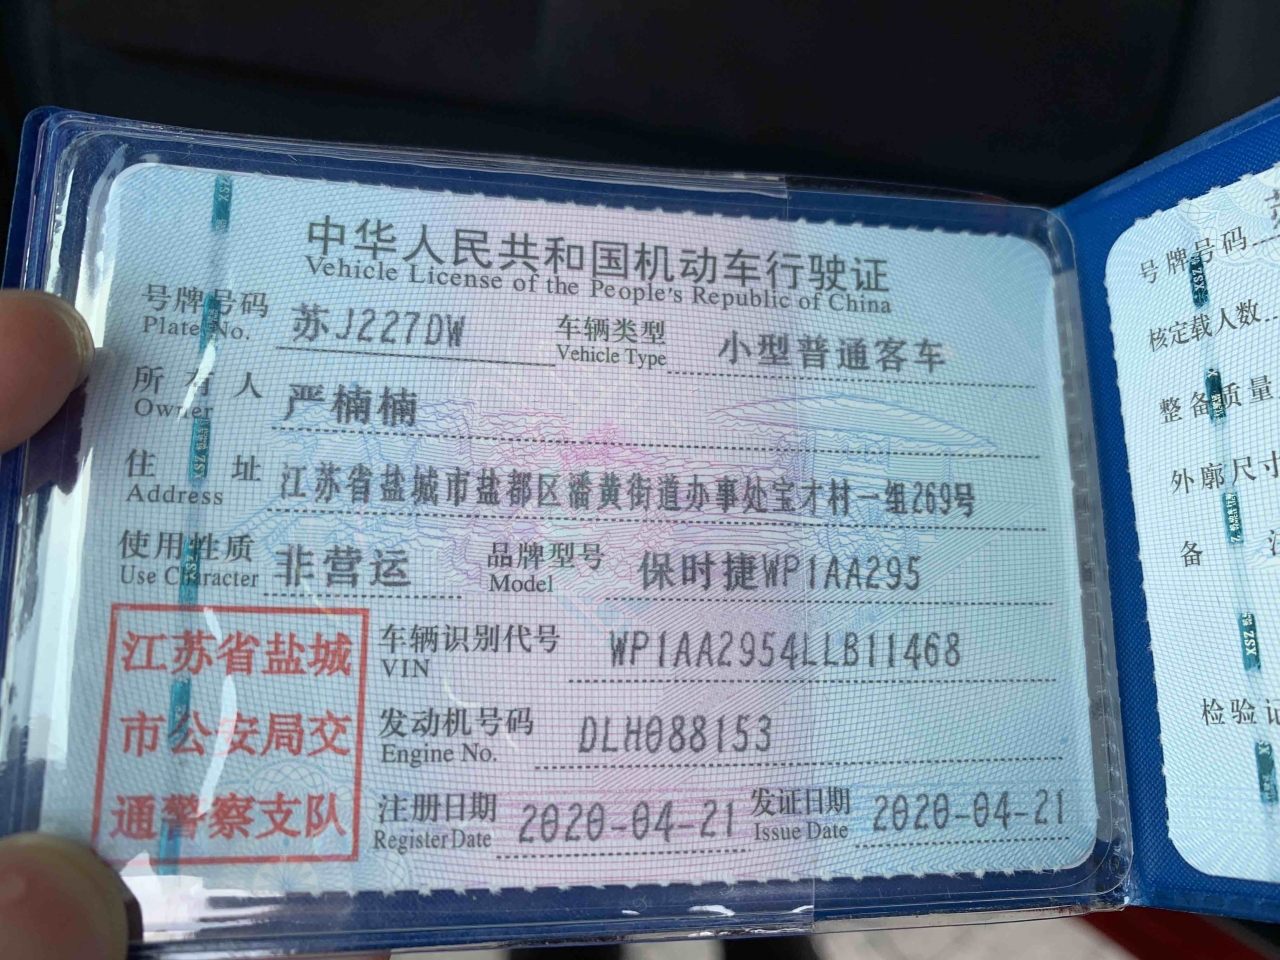 中华人民共和国机动车行驶证
Vehicle License of the People's Republic of China
号牌号码 苏J227DW 车辆类型 小型普通客车
Plate No. Vehicle Type
所有人 严楠楠
Owner
住址 江苏省盐城市盐都区潘黄街道办事处宝才村一组269号
Address
使用性质 非营运 品牌型号 保时捷WP1AA295
Use Character Model
江苏省盐城
市公安局交
通警察支队
车辆识别代号 WP1AA2954LLB11468
VIN
发动机号码 DLH088153
Engine No.
注册日期 2020-04-21 发证日期 2020-04-21
Register Date Issue Date
号牌号码
核定载人数
整备质量
外廓尺寸
备
检验记